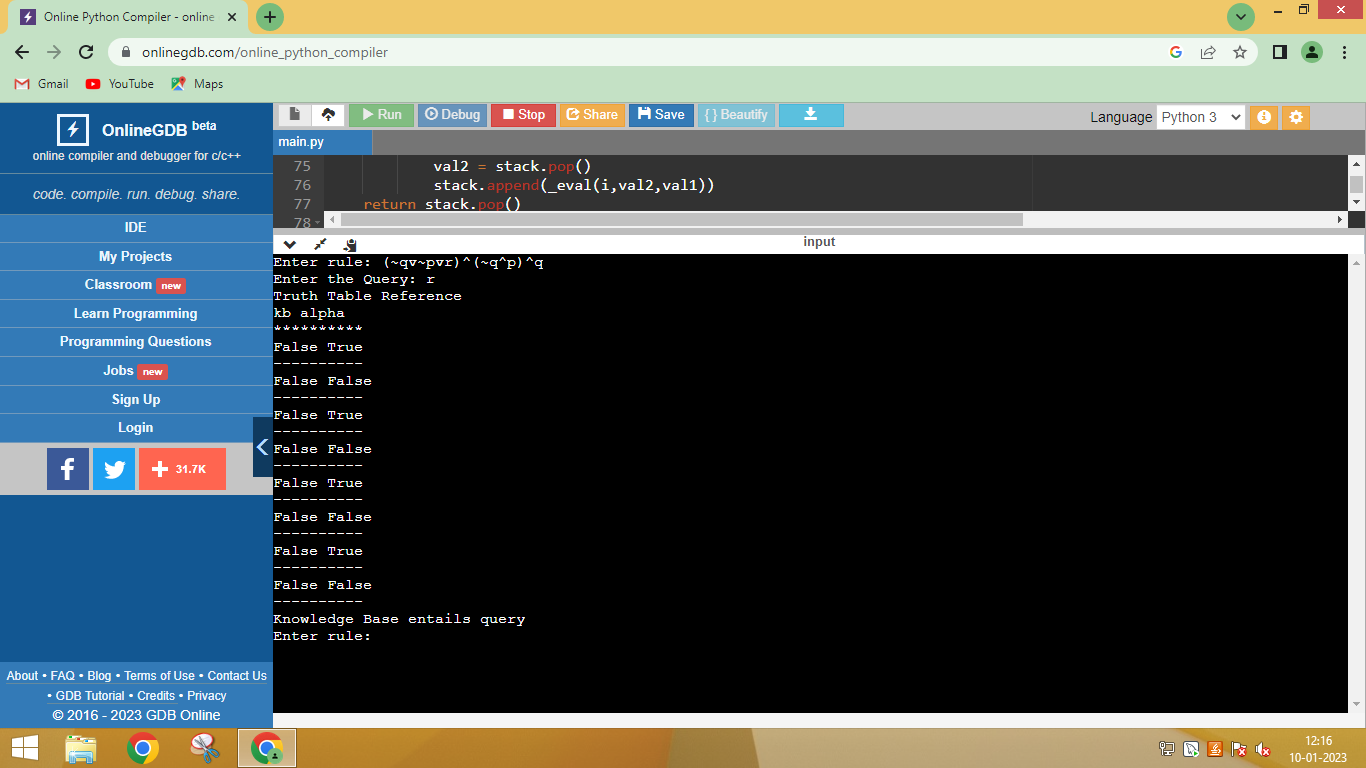 Online Python Compiler - online
onlinegdb.com/online_python_compiler
Gmail YouTube Maps
OnlineGDB beta
online compiler and debugger for c/c++
code. compile. run. debug. share.
IDE
My Projects
Classroom new
Learn Programming
Programming Questions
Jobs new
Sign Up
Login
31.7K
About • FAQ • Blog • Terms of Use • Contact Us
• GDB Tutorial • Credits • Privacy
© 2016 - 2023 GDB Online
Run Debug Stop Share Save { } Beautify Language Python 3
main.py
75 val2 = stack.pop()
76 stack.append(_eval(i,val2,val1))
77 return stack.pop()
78
input
Enter rule: (~qv~pvr)^(~q^p)^q
Enter the Query: r
Truth Table Reference
kb alpha
**********
False True
----------
False False
----------
False True
----------
False False
----------
False True
----------
False False
----------
False True
----------
False False
----------
Knowledge Base entails query
Enter rule:
12:16
10-01-2023